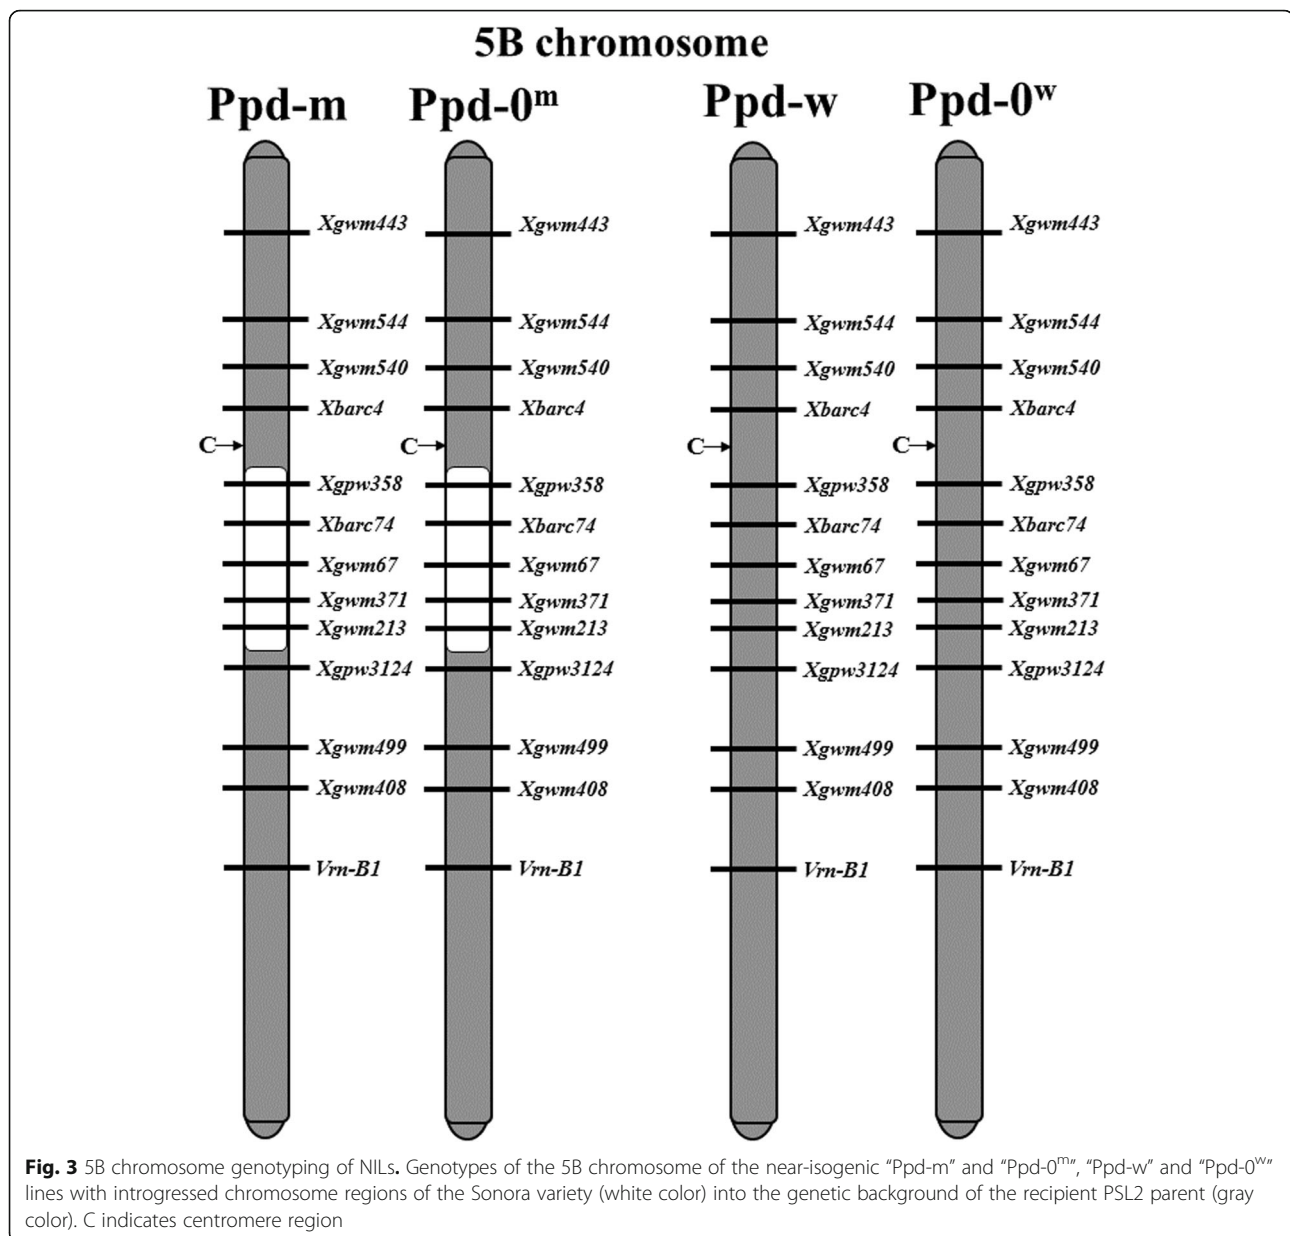 5B chromosome
Ppd-m Ppd-0ᵐ Ppd-w Ppd-0ʷ
Xgwm443 Xgwm443 Xgwm443 Xgwm443
Xgwm544 Xgwm544 Xgwm544 Xgwm544
Xgwm540 Xgwm540 Xgwm540 Xgwm540
Xbarc4 Xbarc4 Xbarc4 Xbarc4
C C C C
Xgpw358 Xgpw358 Xgpw358 Xgpw358
Xbarc74 Xbarc74 Xbarc74 Xbarc74
Xgwm67 Xgwm67 Xgwm67 Xgwm67
Xgwm371 Xgwm371 Xgwm371 Xgwm371
Xgwm213 Xgwm213 Xgwm213 Xgwm213
Xgpw3124 Xgpw3124 Xgpw3124 Xgpw3124
Xgwm499 Xgwm499 Xgwm499 Xgwm499
Xgwm408 Xgwm408 Xgwm408 Xgwm408
Vrn-B1 Vrn-B1 Vrn-B1 Vrn-B1
Fig. 3 5B chromosome genotyping of NILs. Genotypes of the 5B chromosome of the near-isogenic “Ppd-m” and “Ppd-0ᵐ”, “Ppd-w” and “Ppd-0ʷ”
lines with introgressed chromosome regions of the Sonora variety (white color) into the genetic background of the recipient PSL2 parent (gray
color). C indicates centromere region